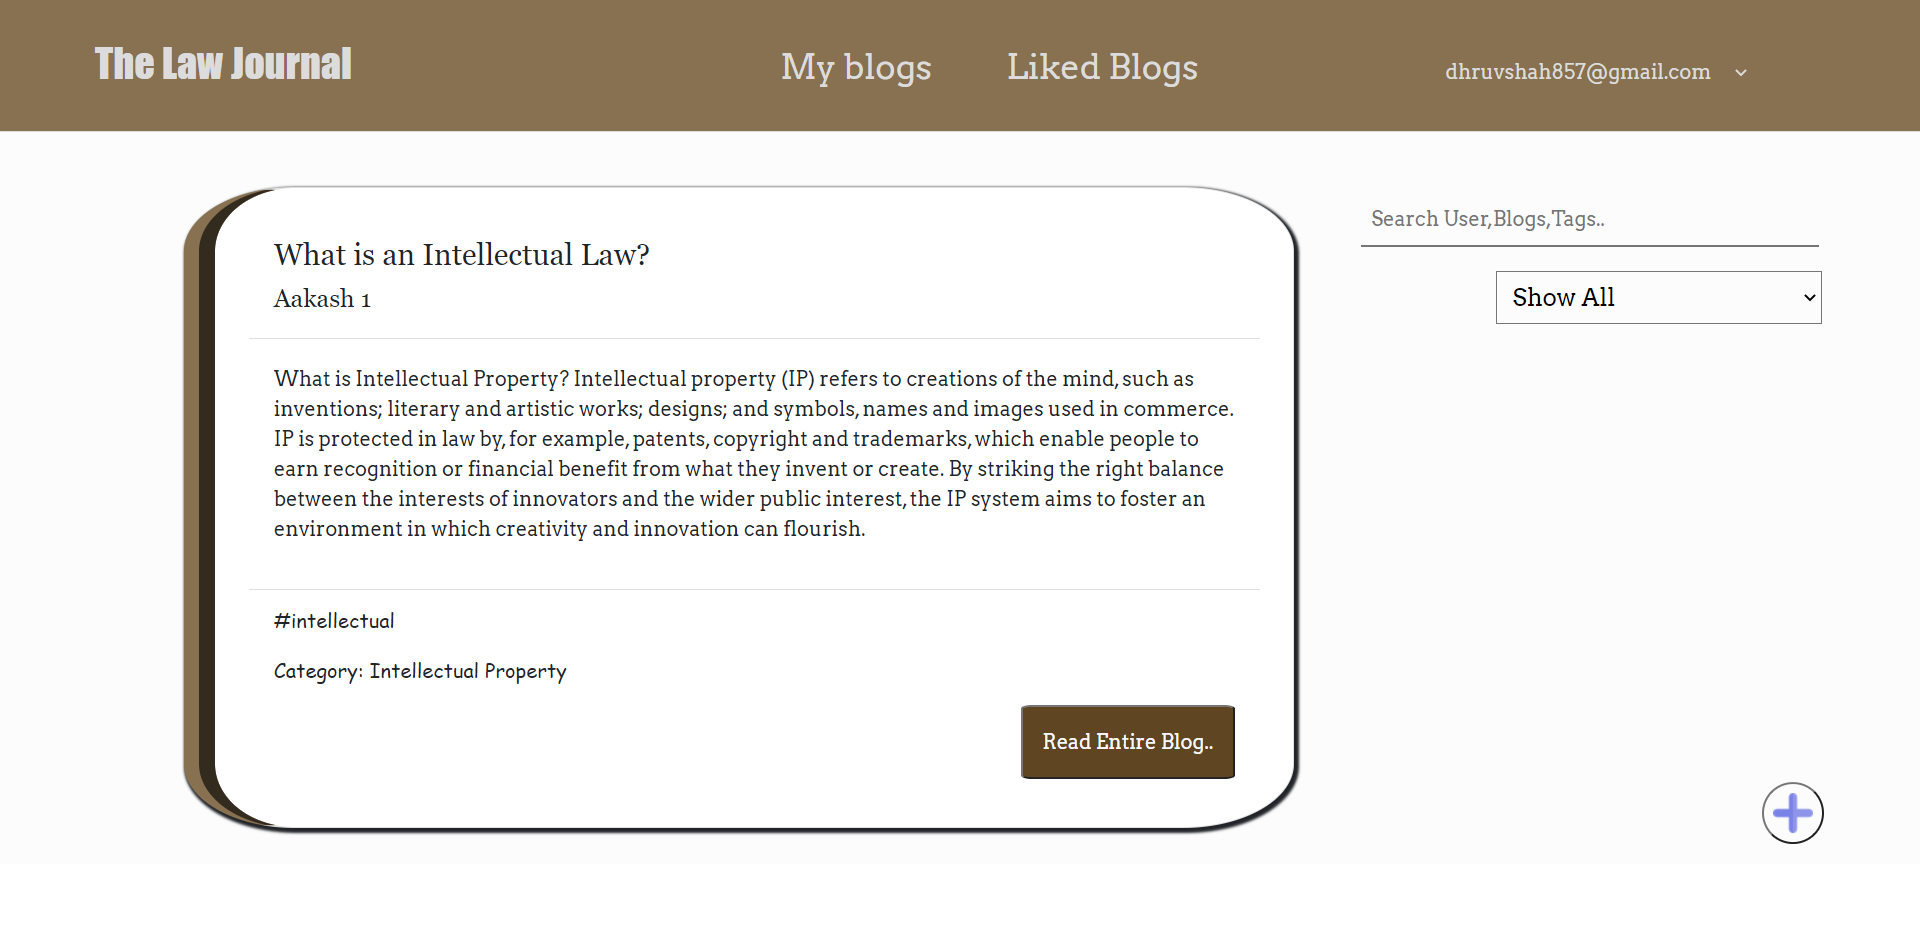 The Law Journal
My blogs
Liked Blogs
dhruvshah857@gmail.com
What is an Intellectual Law?
Aakash 1
What is Intellectual Property? Intellectual property (IP) refers to creations of the mind, such as
inventions; literary and artistic works; designs; and symbols, names and images used in commerce.
IP is protected in law by, for example, patents, copyright and trademarks, which enable people to
earn recognition or financial benefit from what they invent or create. By striking the right balance
between the interests of innovators and the wider public interest, the IP system aims to foster an
environment in which creativity and innovation can flourish.
#intellectual
Category: Intellectual Property
Read Entire Blog..
Search User,Blogs,Tags..
Show All